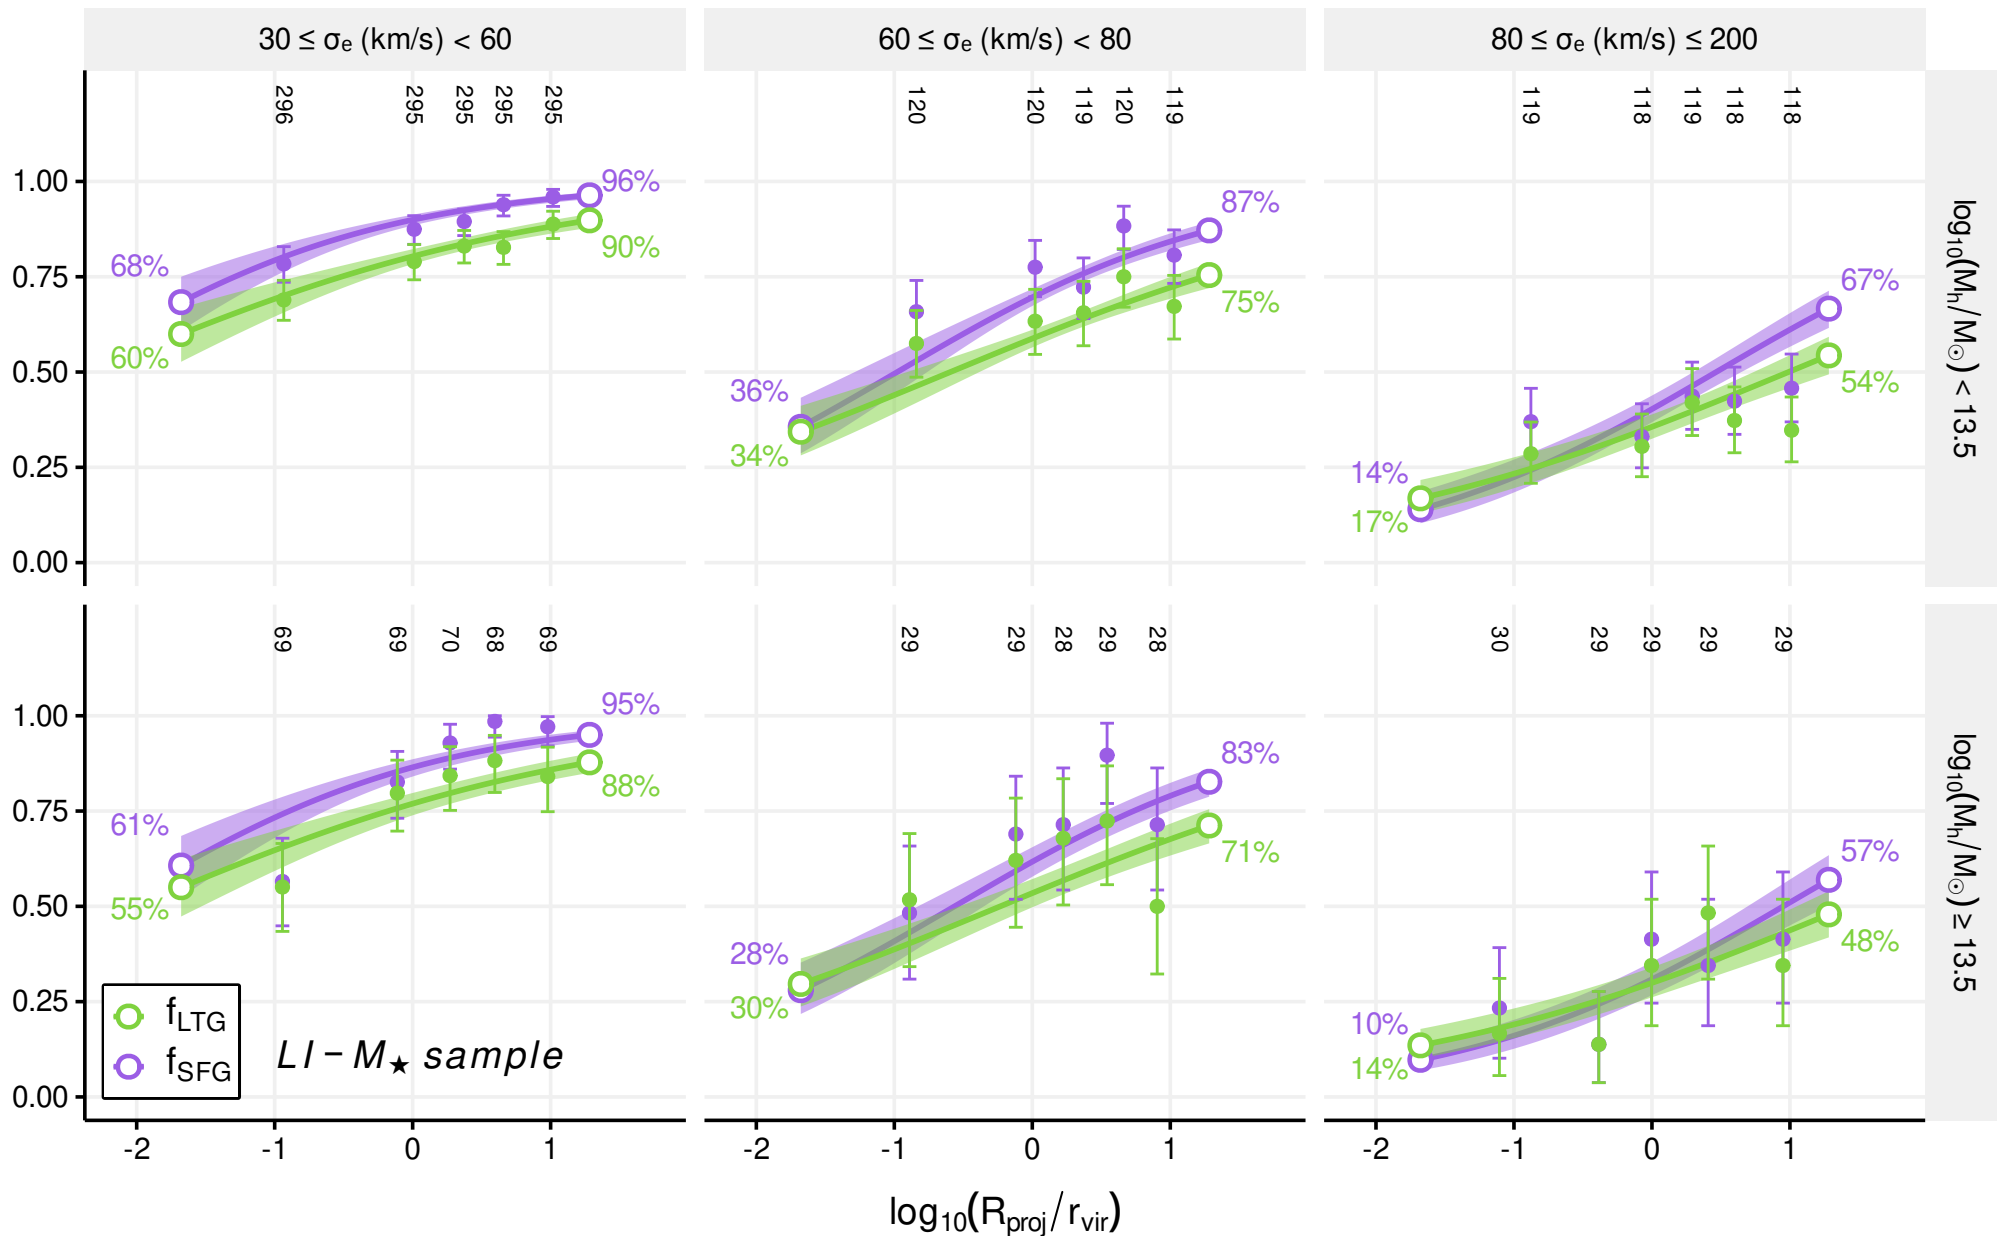 30 ≤ σe (km/s) < 60
60 ≤ σe (km/s) < 80
80 ≤ σe (km/s) ≤ 200
296 295 295 295 295
120 120 119 120 119
119 118 119 118 118
log10(Mh/M⊙) < 13.5
1.00
0.75
0.50
0.25
0.00
68%
60%
96%
90%
36%
34%
87%
75%
14%
17%
67%
54%
69 69 70 68 69
29 29 28 29 28
30 29 29 29 29
log10(Mh/M⊙) ≥ 13.5
1.00
0.75
0.50
0.25
0.00
61%
55%
95%
88%
28%
30%
83%
71%
10%
14%
57%
48%
fLTG
fSFG
LI − M★ sample
-2 -1 0 1
-2 -1 0 1
-2 -1 0 1
log10(Rproj/rvir)